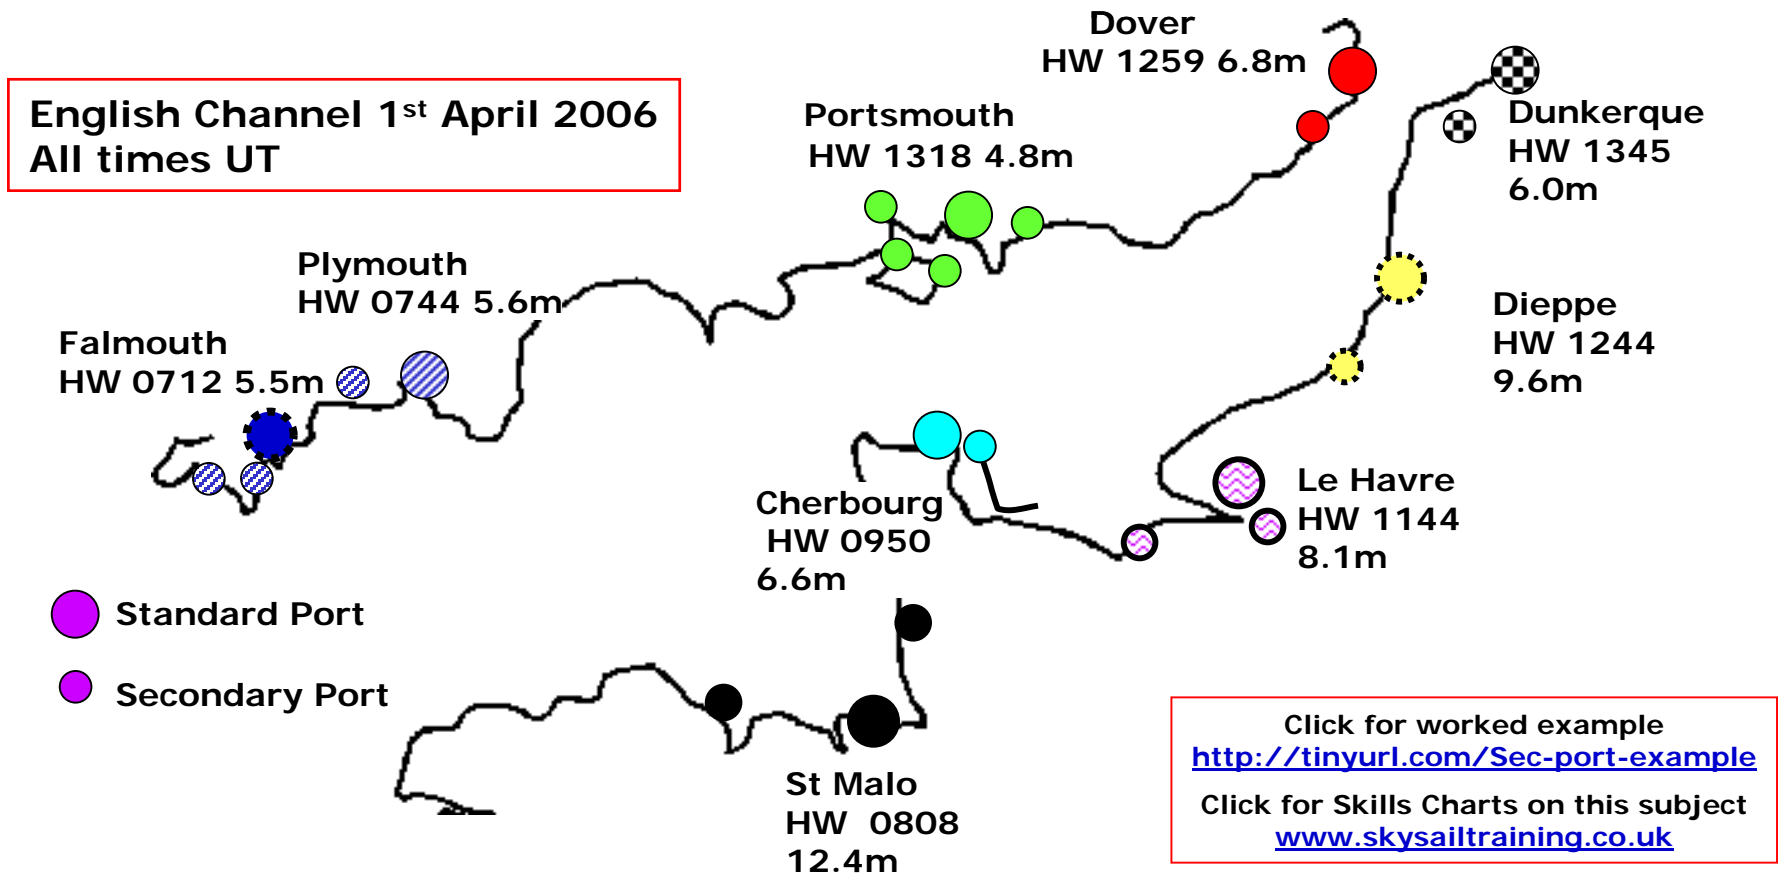 English Channel 1st April 2006
All times UT
Dover
HW 1259 6.8m
Portsmouth
HW 1318 4.8m
Dunkerque
HW 1345
6.0m
Plymouth
HW 0744 5.6m
Falmouth
HW 0712 5.5m
Dieppe
HW 1244
9.6m
Cherbourg
HW 0950
6.6m
Le Havre
HW 1144
8.1m
Standard Port
Secondary Port
St Malo
HW 0808
12.4m
Click for worked example
http://tinyurl.com/Sec-port-example
Click for Skills Charts on this subject
www.skysailtraining.co.uk